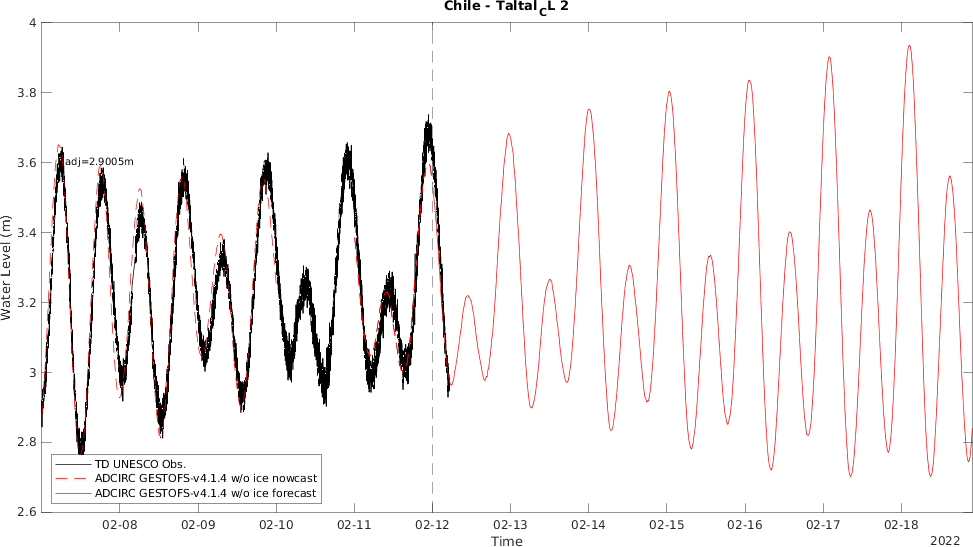 Chile - Taltal_CL 2
4
3.8
3.6
3.4
3.2
3
2.8
2.6
Water Level (m)
adj=2.9005m
TD UNESCO Obs.
ADCIRC GESTOFS-v4.1.4 w/o ice nowcast
ADCIRC GESTOFS-v4.1.4 w/o ice forecast
02-08 02-09 02-10 02-11 02-12 02-13 02-14 02-15 02-16 02-17 02-18
Time
2022